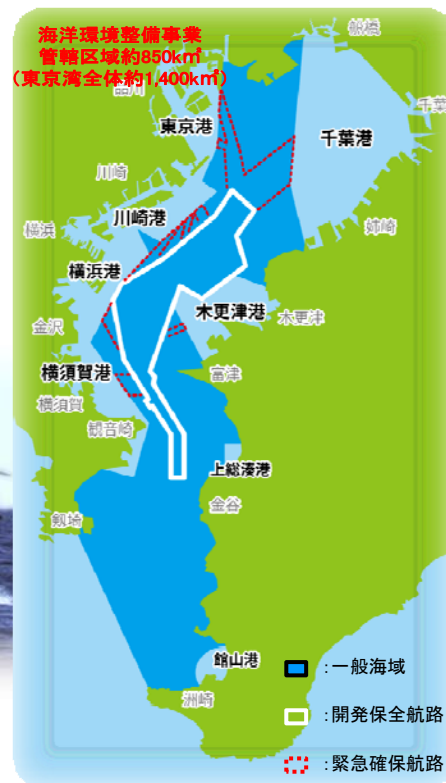 海洋環境整備事業
管轄区域約850k㎡
（東京湾全体約1,400k㎡）
船橋
品川
東京港
千葉港
千葉
川崎
川崎港
横浜
姉崎
横浜港
木更津港
木更津
金沢
横須賀港
富津
横須賀
観音崎
上総湊港
金谷
剱埼
館山港
洲崎
：一般海域
：開発保全航路
：緊急確保航路